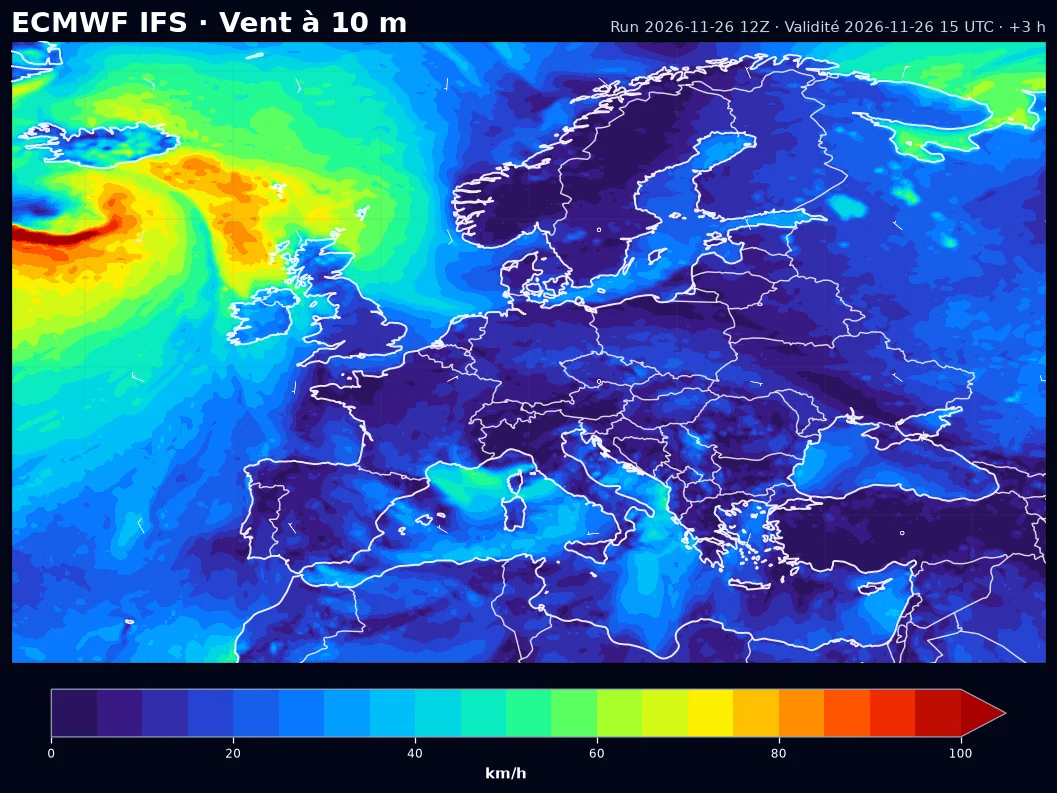 ECMWF IFS · Vent à 10 m
Run 2026-11-26 12Z · Validité 2026-11-26 15 UTC · +3 h
0 20 40 60 80 100
km/h